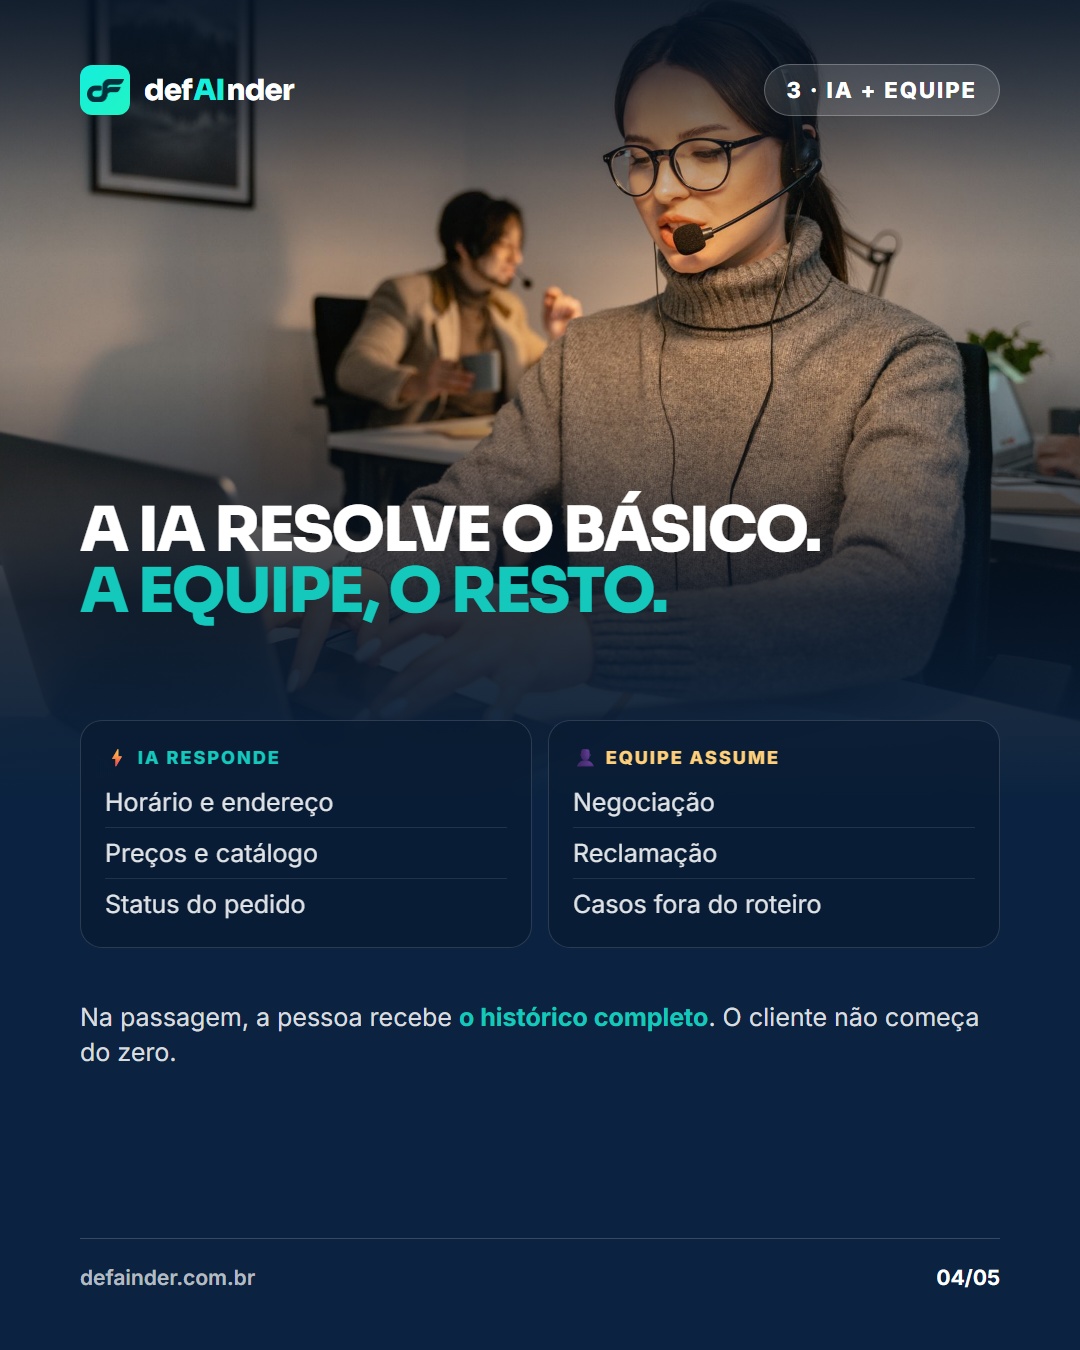 defAInder
3 · IA + EQUIPE
A IA RESOLVE O BÁSICO.
A EQUIPE, O RESTO.
IA RESPONDE
Horário e endereço
Preços e catálogo
Status do pedido
EQUIPE ASSUME
Negociação
Reclamação
Casos fora do roteiro
Na passagem, a pessoa recebe o histórico completo. O cliente não começa
do zero.
defainder.com.br
04/05